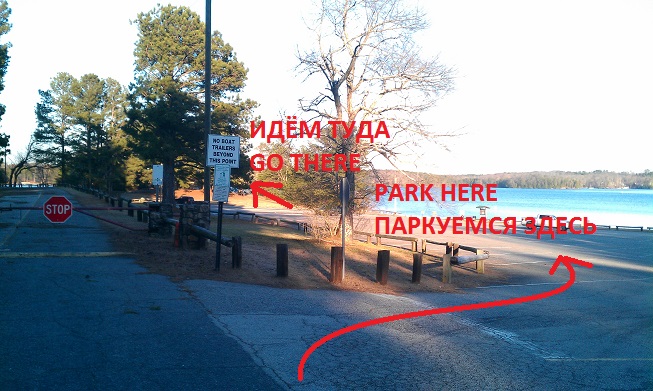 ИДЁМ ТУДА
GO THERE
NO BOAT
TRAILERS
BEYOND
THIS POINT
STOP
PARK HERE
ПАРКУЕМСЯ ЗДЕСЬ